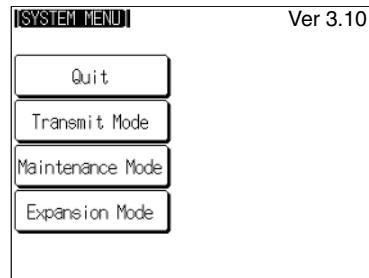 [SYSTEM MENU]
Ver 3.10
Quit
Transmit Mode
Maintenance Mode
Expansion Mode